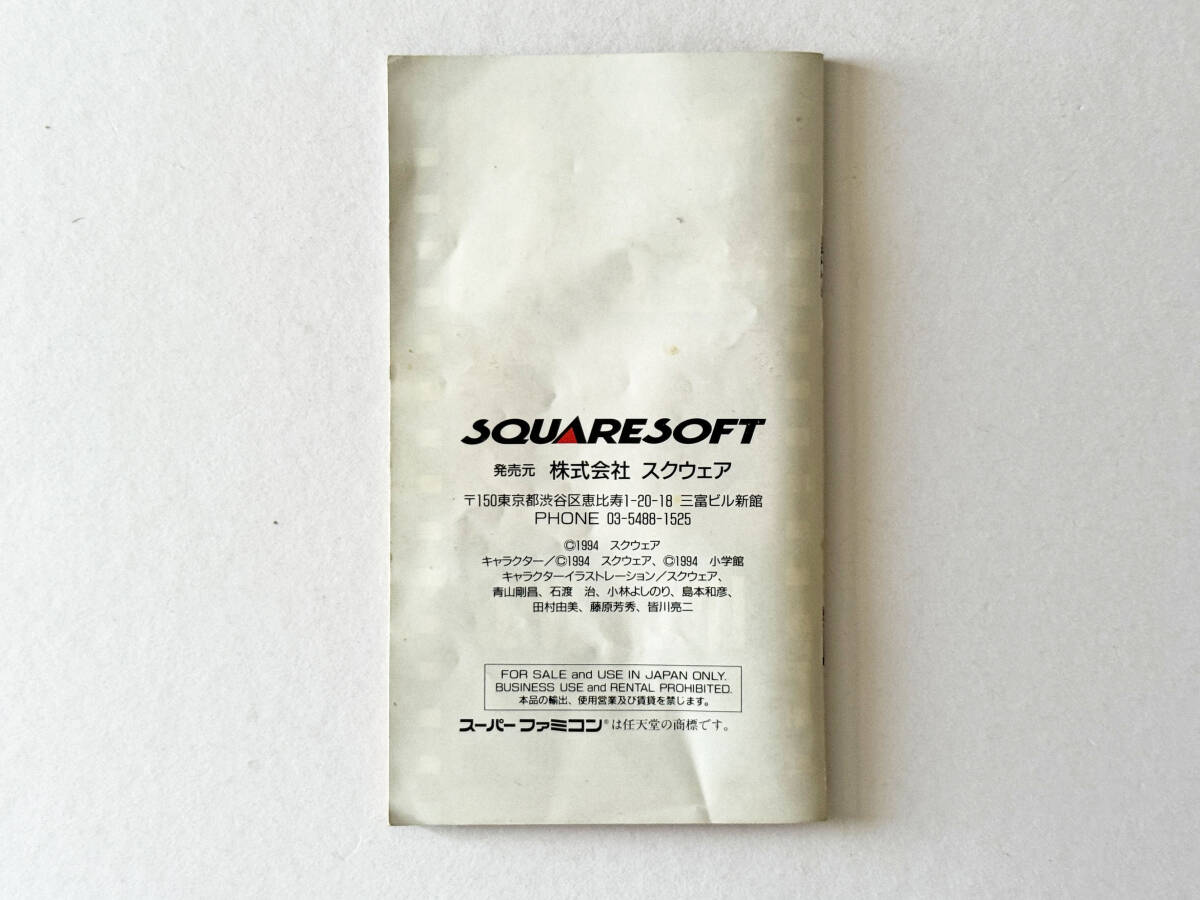 SQUARESOFT
発売元 株式会社 スクウェア
〒150東京都渋谷区恵比寿1-20-18 三富ビル新館
PHONE 03-5488-1525
©1994 スクウェア
キャラクター／©1994 スクウェア、©1994 小学館
キャラクターイラストレーション／スクウェア、
青山剛昌、石渡 治、小林よしのり、島本和彦、
田村由美、藤原芳秀、皆川亮二
FOR SALE and USE IN JAPAN ONLY.
BUSINESS USE and RENTAL PROHIBITED.
本品の輸出、使用営業及び賃貸を禁じます。
スーパーファミコン®は任天堂の商標です。